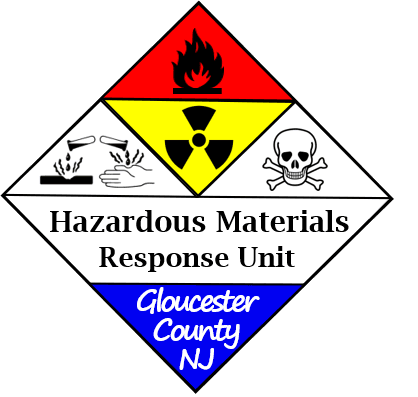 Hazardous Materials
Response Unit
Gloucester
County
NJ